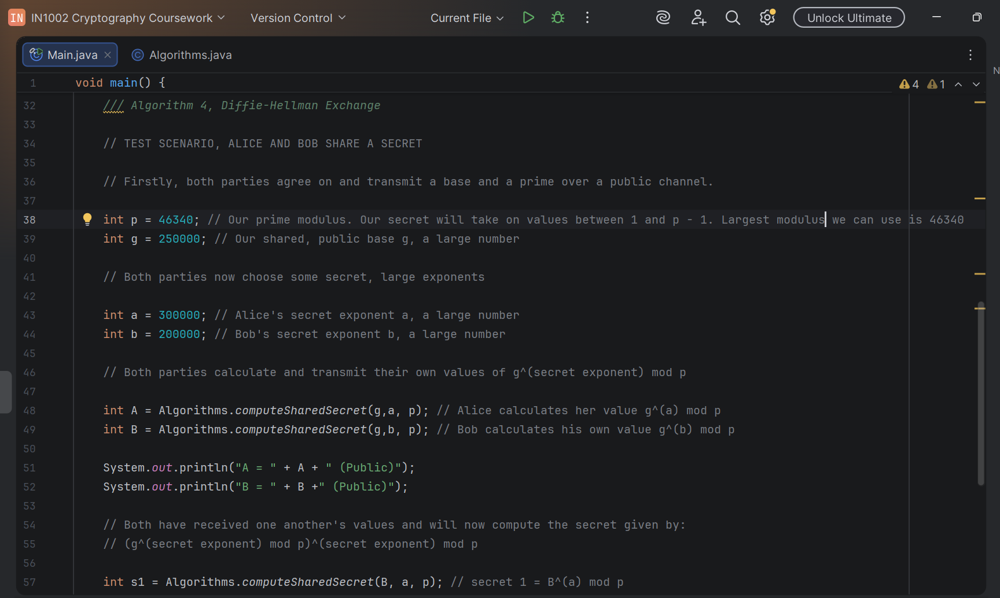 IN IN1002 Cryptography Coursework Version Control Current File Unlock Ultimate
Main.java Algorithms.java
1 void main() { 4 1
32 /// Algorithm 4, Diffie-Hellman Exchange
33
34 // TEST SCENARIO, ALICE AND BOB SHARE A SECRET
35
36 // Firstly, both parties agree on and transmit a base and a prime over a public channel.
37
38 int p = 46340; // Our prime modulus. Our secret will take on values between 1 and p - 1. Largest modulus we can use is 46340
39 int g = 250000; // Our shared, public base g, a large number
40
41 // Both parties now choose some secret, large exponents
42
43 int a = 300000; // Alice's secret exponent a, a large number
44 int b = 200000; // Bob's secret exponent b, a large number
45
46 // Both parties calculate and transmit their own values of g^(secret exponent) mod p
47
48 int A = Algorithms.computeSharedSecret(g,a, p); // Alice calculates her value g^(a) mod p
49 int B = Algorithms.computeSharedSecret(g,b, p); // Bob calculates his own value g^(b) mod p
50
51 System.out.println("A = " + A + " (Public)");
52 System.out.println("B = " + B +" (Public)");
53
54 // Both have received one another's values and will now compute the secret given by:
55 // (g^(secret exponent) mod p)^(secret exponent) mod p
56
57 int s1 = Algorithms.computeSharedSecret(B, a, p); // secret 1 = B^(a) mod p